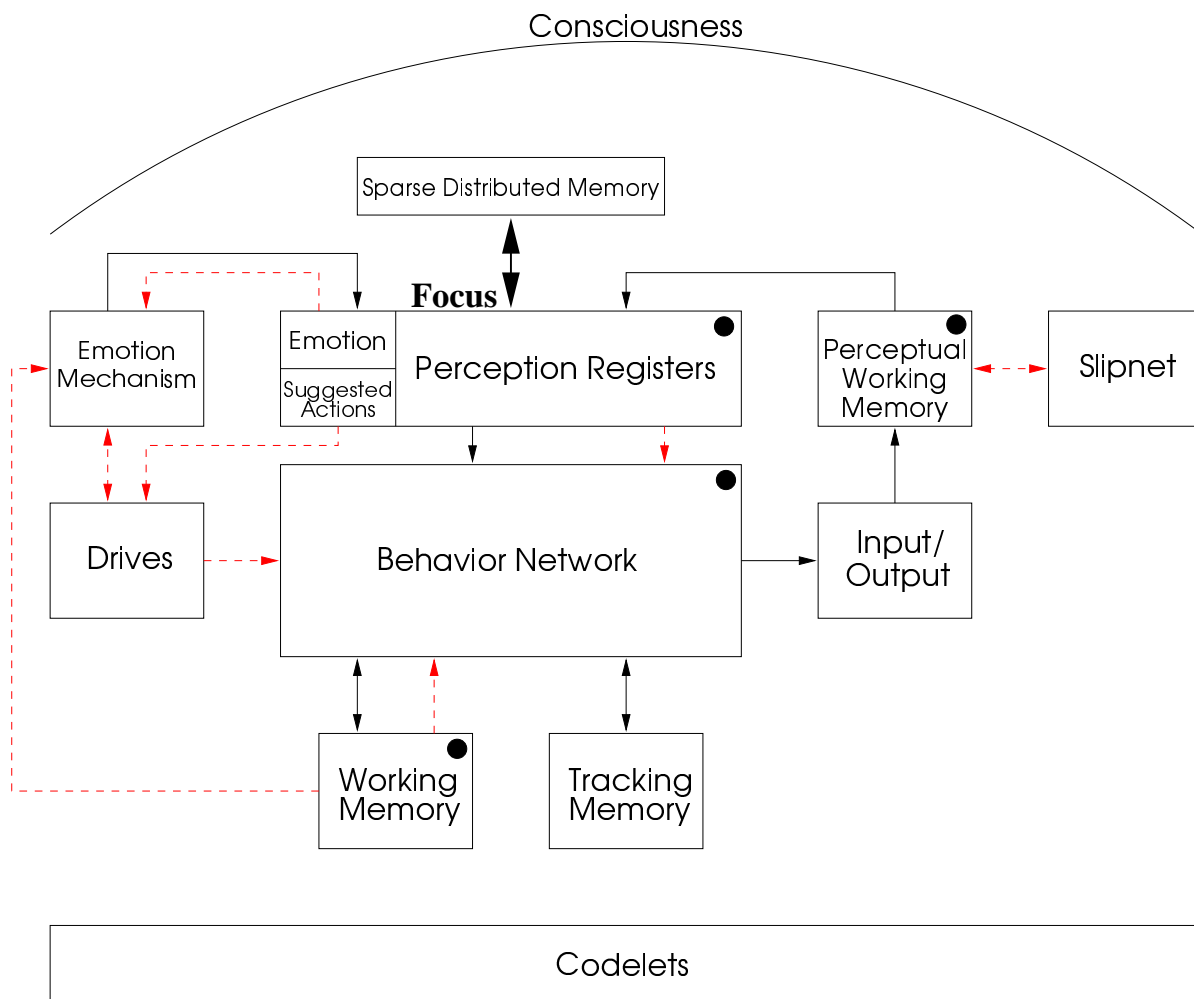 Consciousness
Sparse Distributed Memory
Focus
Emotion
Mechanism
Emotion
Suggested
Actions
Perception Registers
Perceptual
Working
Memory
Slipnet
Drives
Behavior Network
Input/
Output
Working
Memory
Tracking
Memory
Codelets